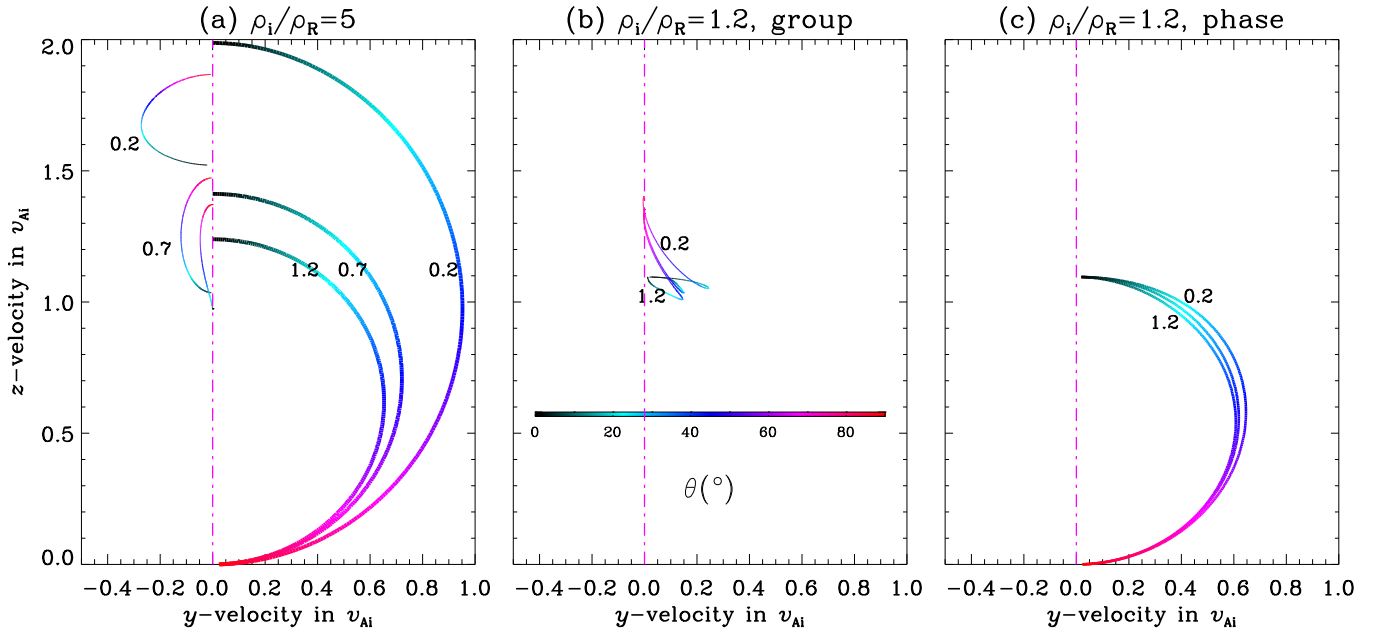 (a) ρi/ρR=5
(b) ρi/ρR=1.2, group
(c) ρi/ρR=1.2, phase
2.0
1.5
1.0
0.5
0.0
z-velocity in vAi
0.2
0.7
1.2
0.7
0.2
0.2
1.2
0.2
1.2
0 20 40 60 80
θ(°)
-0.4 -0.2 0.0 0.2 0.4 0.6 0.8 1.0
-0.4 -0.2 0.0 0.2 0.4 0.6 0.8 1.0
-0.4 -0.2 0.0 0.2 0.4 0.6 0.8 1.0
y-velocity in vAi
y-velocity in vAi
y-velocity in vAi